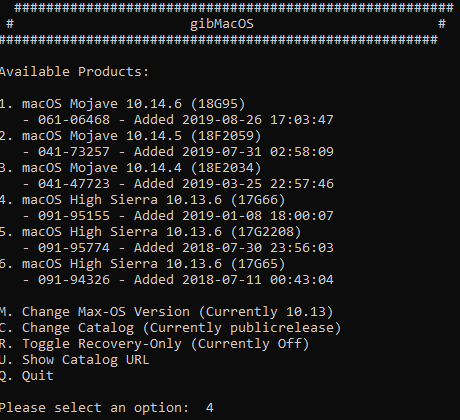 #######################################################
# gibMacOS #
#######################################################
Available Products:
1. macOS Mojave 10.14.6 (18G95)
- 061-06468 - Added 2019-08-26 17:03:47
2. macOS Mojave 10.14.5 (18F2059)
- 041-73257 - Added 2019-07-31 02:58:09
3. macOS Mojave 10.14.4 (18E2034)
- 041-47723 - Added 2019-03-25 22:57:46
4. macOS High Sierra 10.13.6 (17G66)
- 091-95155 - Added 2019-01-08 18:00:07
5. macOS High Sierra 10.13.6 (17G2208)
- 091-95774 - Added 2018-07-30 23:56:03
6. macOS High Sierra 10.13.6 (17G65)
- 091-94326 - Added 2018-07-11 00:43:04
M. Change Max-OS Version (Currently 10.13)
C. Change Catalog (Currently publicrelease)
R. Toggle Recovery-Only (Currently Off)
U. Show Catalog URL
Q. Quit
Please select an option: 4